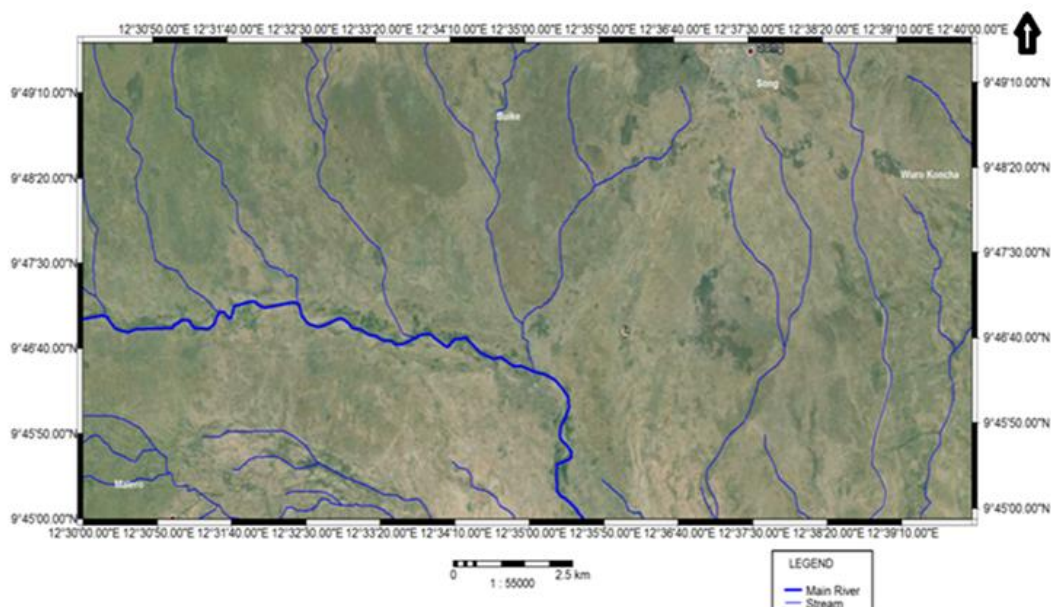 12°30'50.00"E 12°31'40.00"E 12°32'30.00"E 12°33'20.00"E 12°34'10.00"E 12°35'00.00"E 12°35'50.00"E 12°36'40.00"E 12°37'30.00"E 12°38'20.00"E 12°39'10.00"E 12°40'00.00"E
9°49'10.00"N 9°49'10.00"N
Song
Buike
9°48'20.00"N 9°48'20.00"N
Wuro Koncha
9°47'30.00"N 9°47'30.00"N
9°46'40.00"N 9°46'40.00"N
9°45'50.00"N 9°45'50.00"N
9°45'00.00"N 9°45'00.00"N
12°30'00.00"E 12°31'40.00"E 12°32'30.00"E 12°33'20.00"E 12°34'10.00"E 12°35'00.00"E 12°35'50.00"E 12°36'40.00"E 12°37'30.00"E 12°38'20.00"E 12°39'10.00"E
0 2.5 km
1 : 55000
LEGEND
Main River
Stream